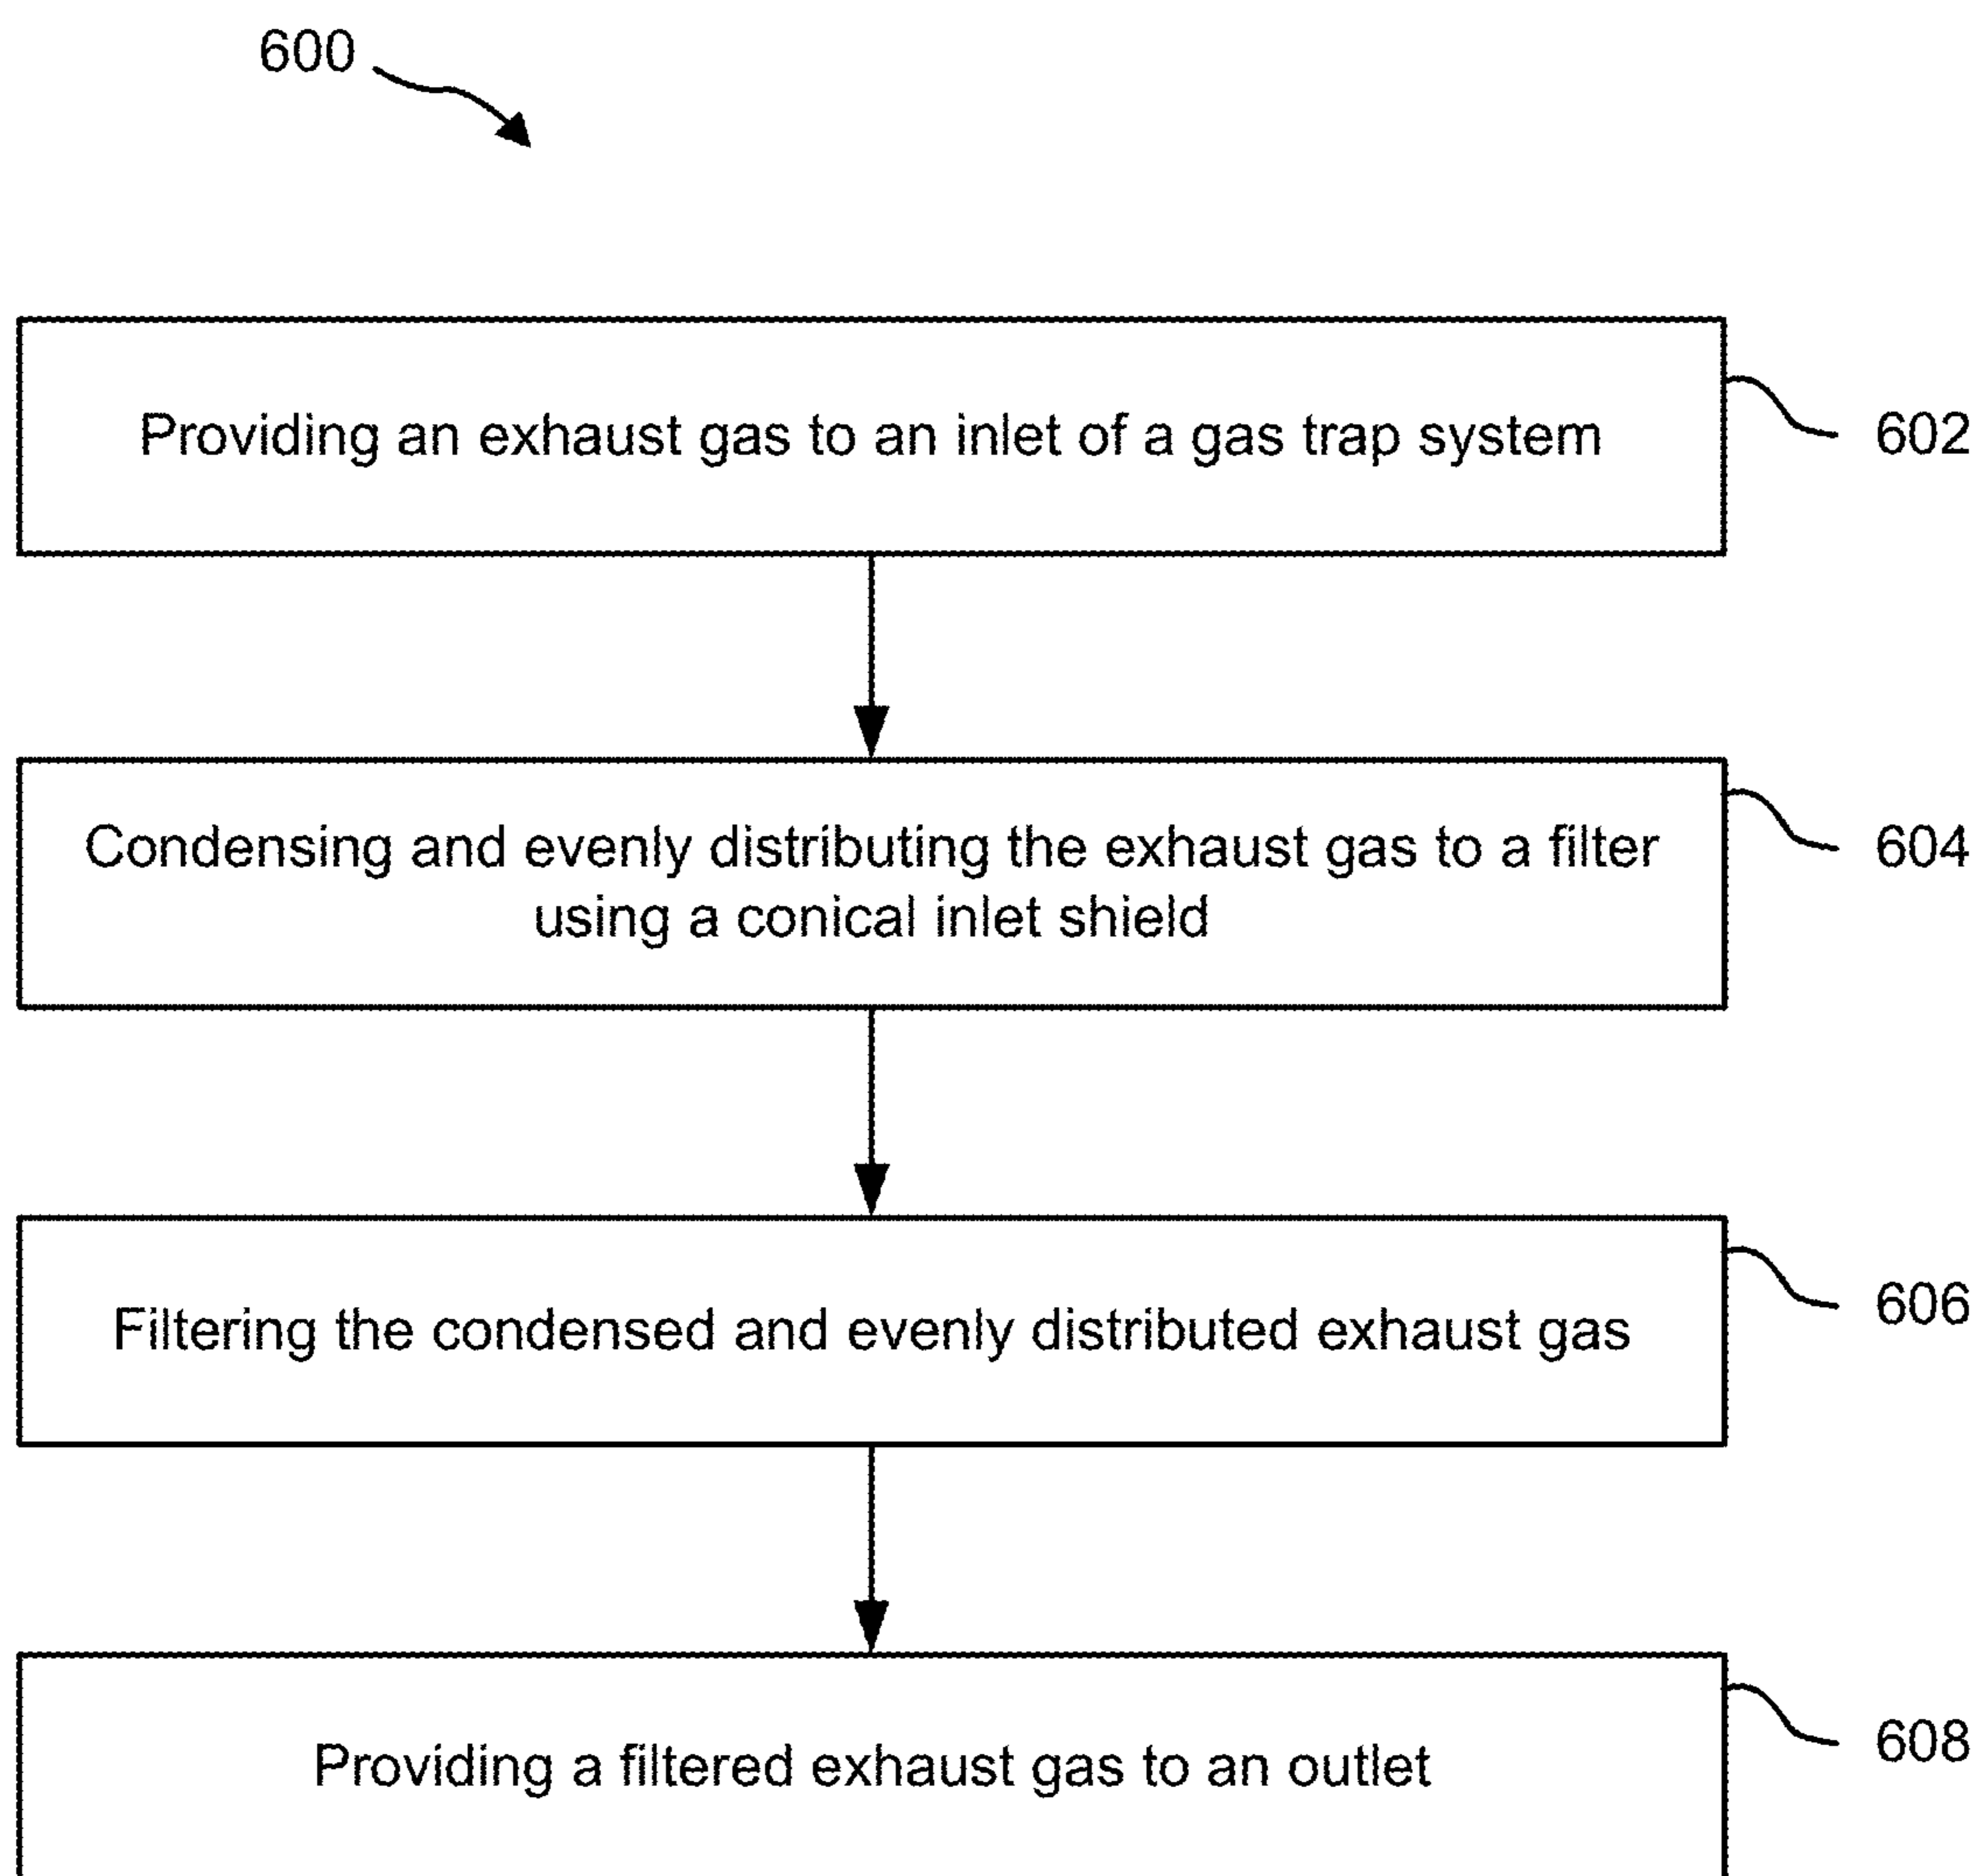 600
Providing an exhaust gas to an inlet of a gas trap system
602
Condensing and evenly distributing the exhaust gas to a filter
using a conical inlet shield
604
Filtering the condensed and evenly distributed exhaust gas
606
Providing a filtered exhaust gas to an outlet
608